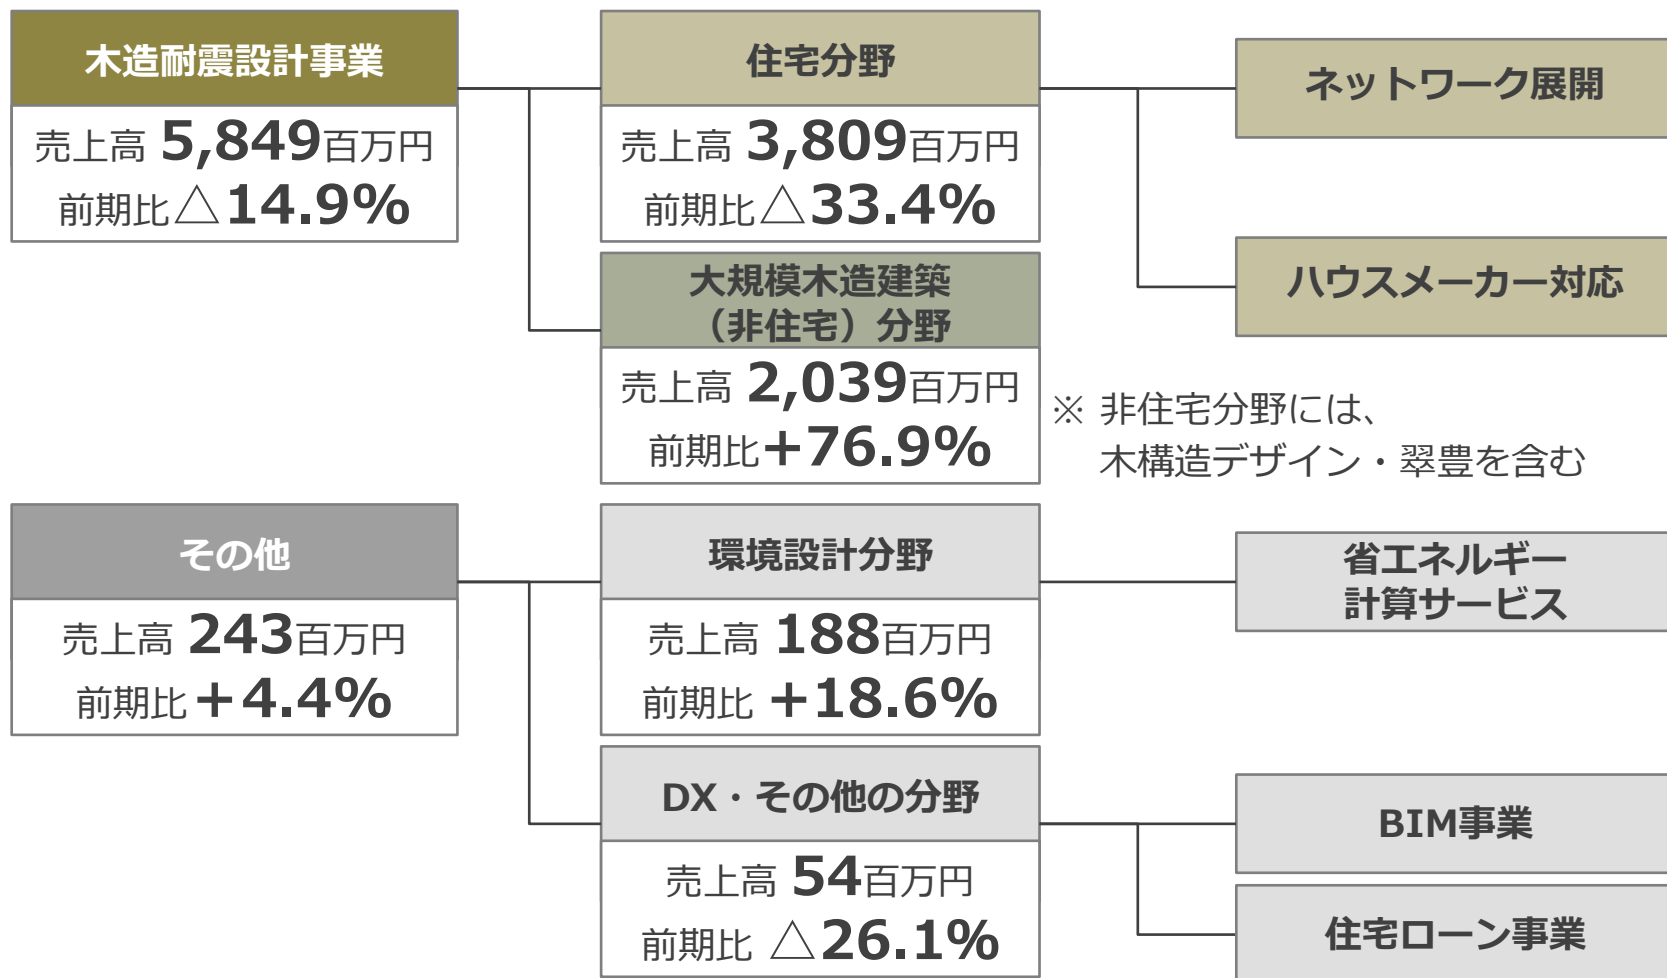 木造耐震設計事業
売上高 5,849百万円
前期比△14.9%
住宅分野
売上高 3,809百万円
前期比△33.4%
ネットワーク展開
ハウスメーカー対応
大規模木造建築
（非住宅）分野
売上高 2,039百万円
前期比+76.9%
※ 非住宅分野には、
木構造デザイン・翠豊を含む
その他
売上高 243百万円
前期比+4.4%
環境設計分野
売上高 188百万円
前期比 +18.6%
省エネルギー
計算サービス
DX・その他の分野
売上高 54百万円
前期比 △26.1%
BIM事業
住宅ローン事業